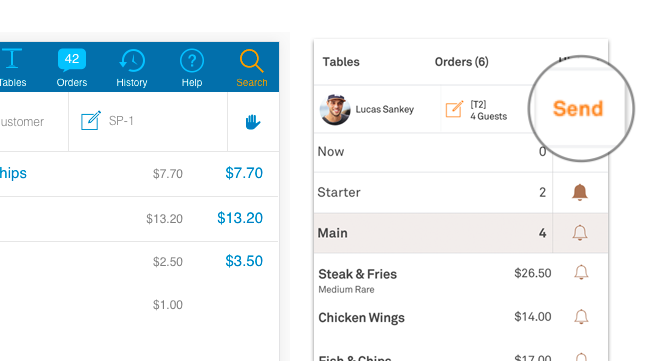 42
Tables Orders History Help Search
ustomer SP-1
hips $7.70 $7.70
$13.20 $13.20
$2.50 $3.50
$1.00
Tables Orders (6)
Send
Lucas Sankey [T2]
4 Guests
Now 0
Starter 2
Main 4
Steak & Fries $26.50
Medium Rare
Chicken Wings $14.00
Fish & Chips $17.00